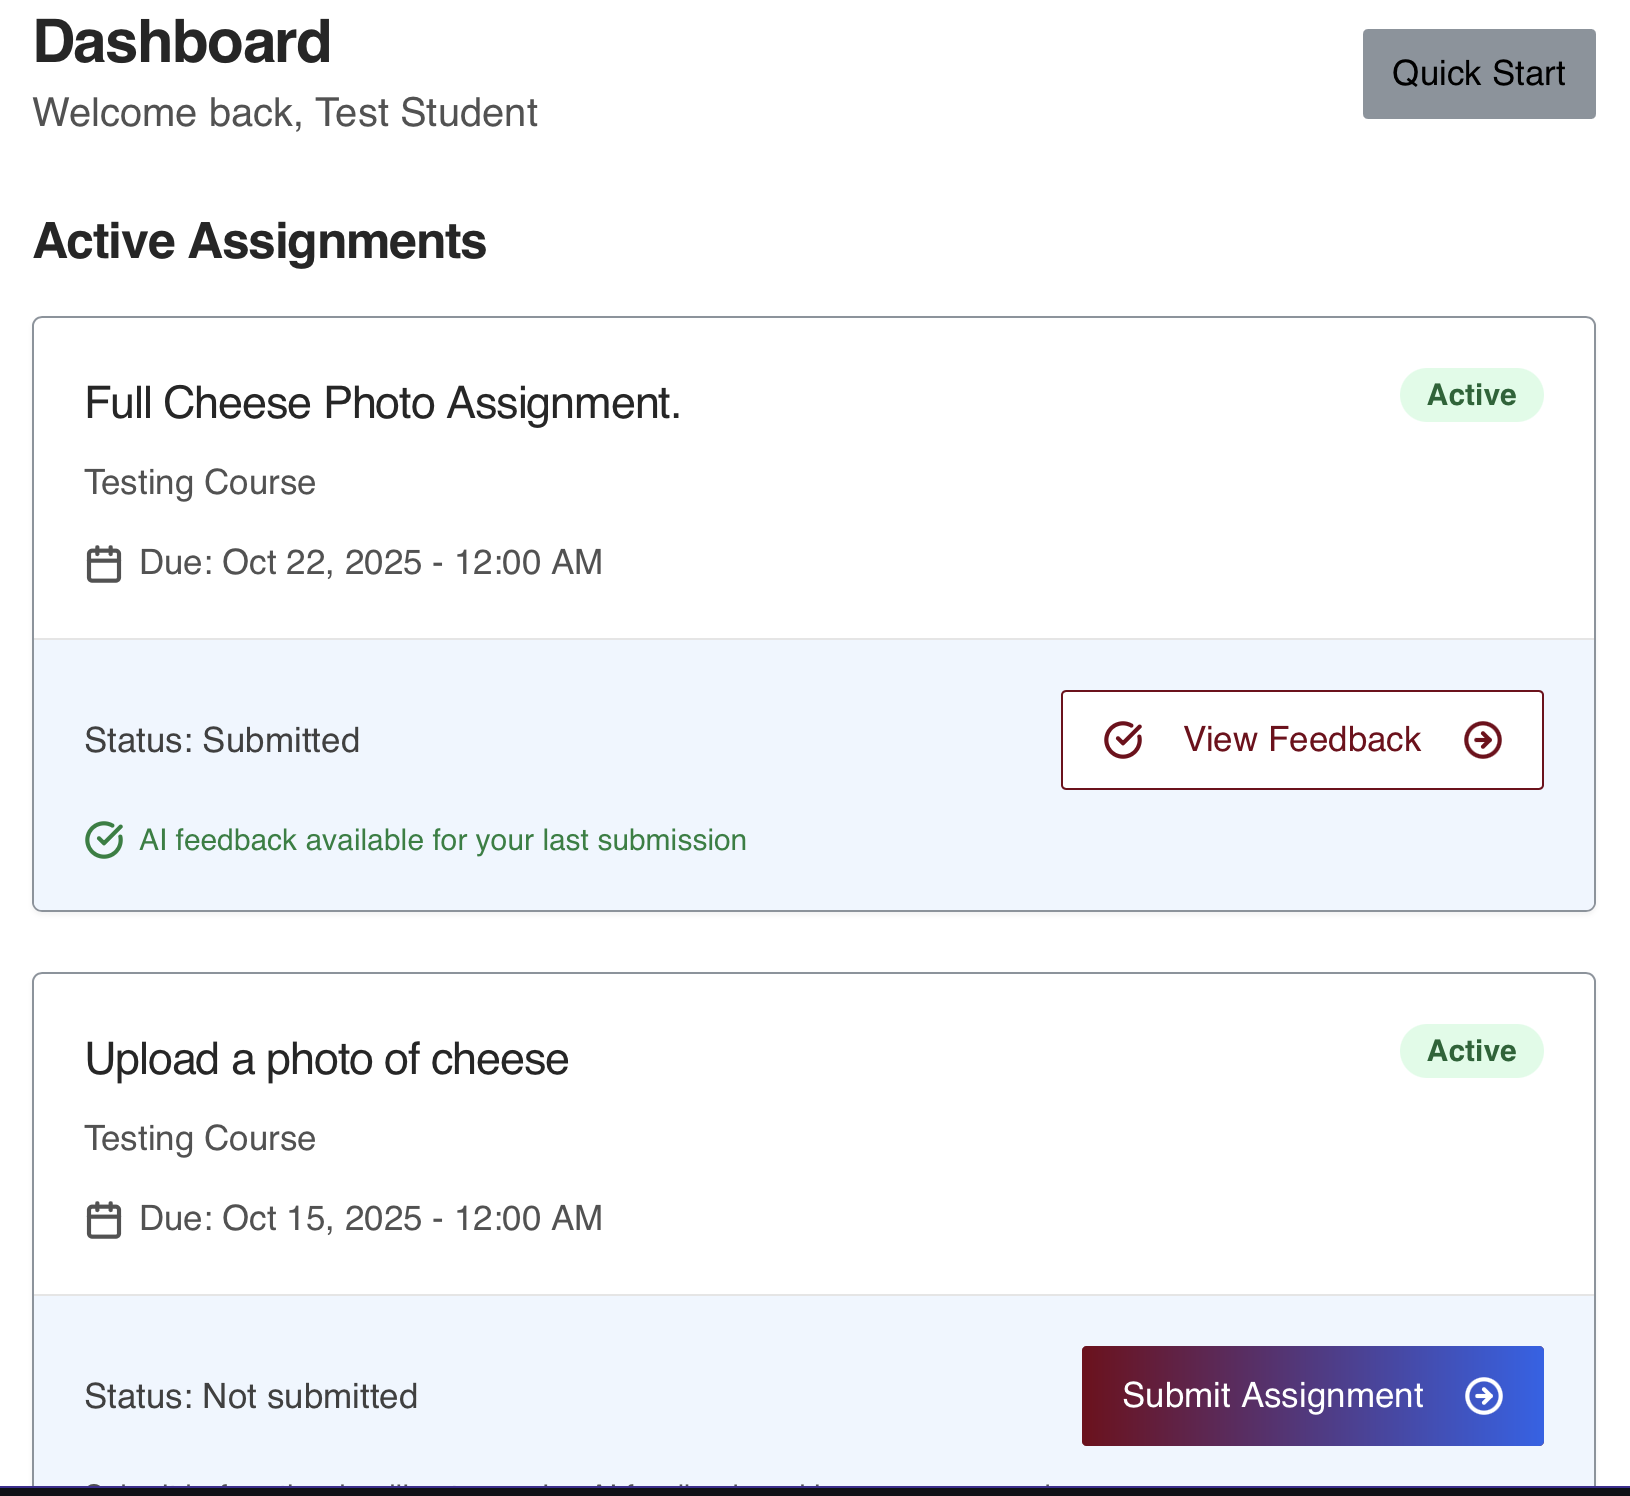 Dashboard
Quick Start
Welcome back, Test Student
Active Assignments
Full Cheese Photo Assignment.
Active
Testing Course
Due: Oct 22, 2025 - 12:00 AM
Status: Submitted
View Feedback
AI feedback available for your last submission
Upload a photo of cheese
Active
Testing Course
Due: Oct 15, 2025 - 12:00 AM
Status: Not submitted
Submit Assignment